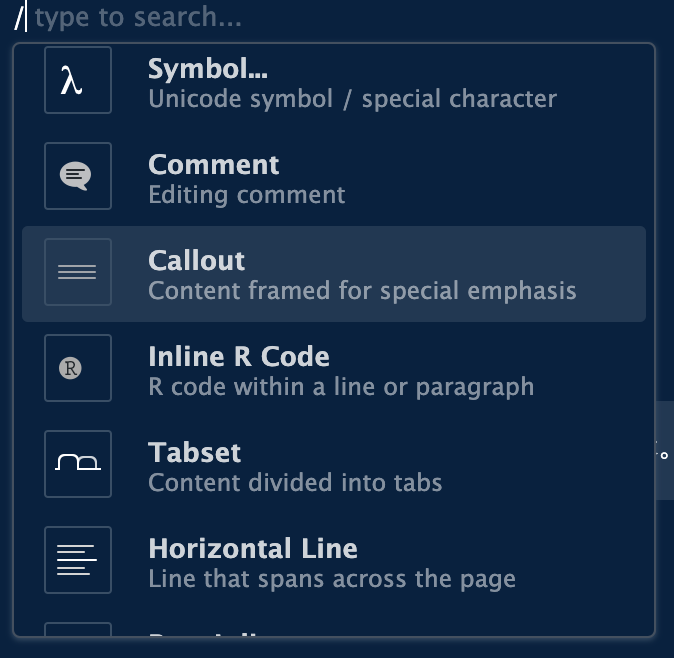 / type to search...
λ
Symbol...
Unicode symbol / special character
Comment
Editing comment
Callout
Content framed for special emphasis
R
Inline R Code
R code within a line or paragraph
Tabset
Content divided into tabs
Horizontal Line
Line that spans across the page